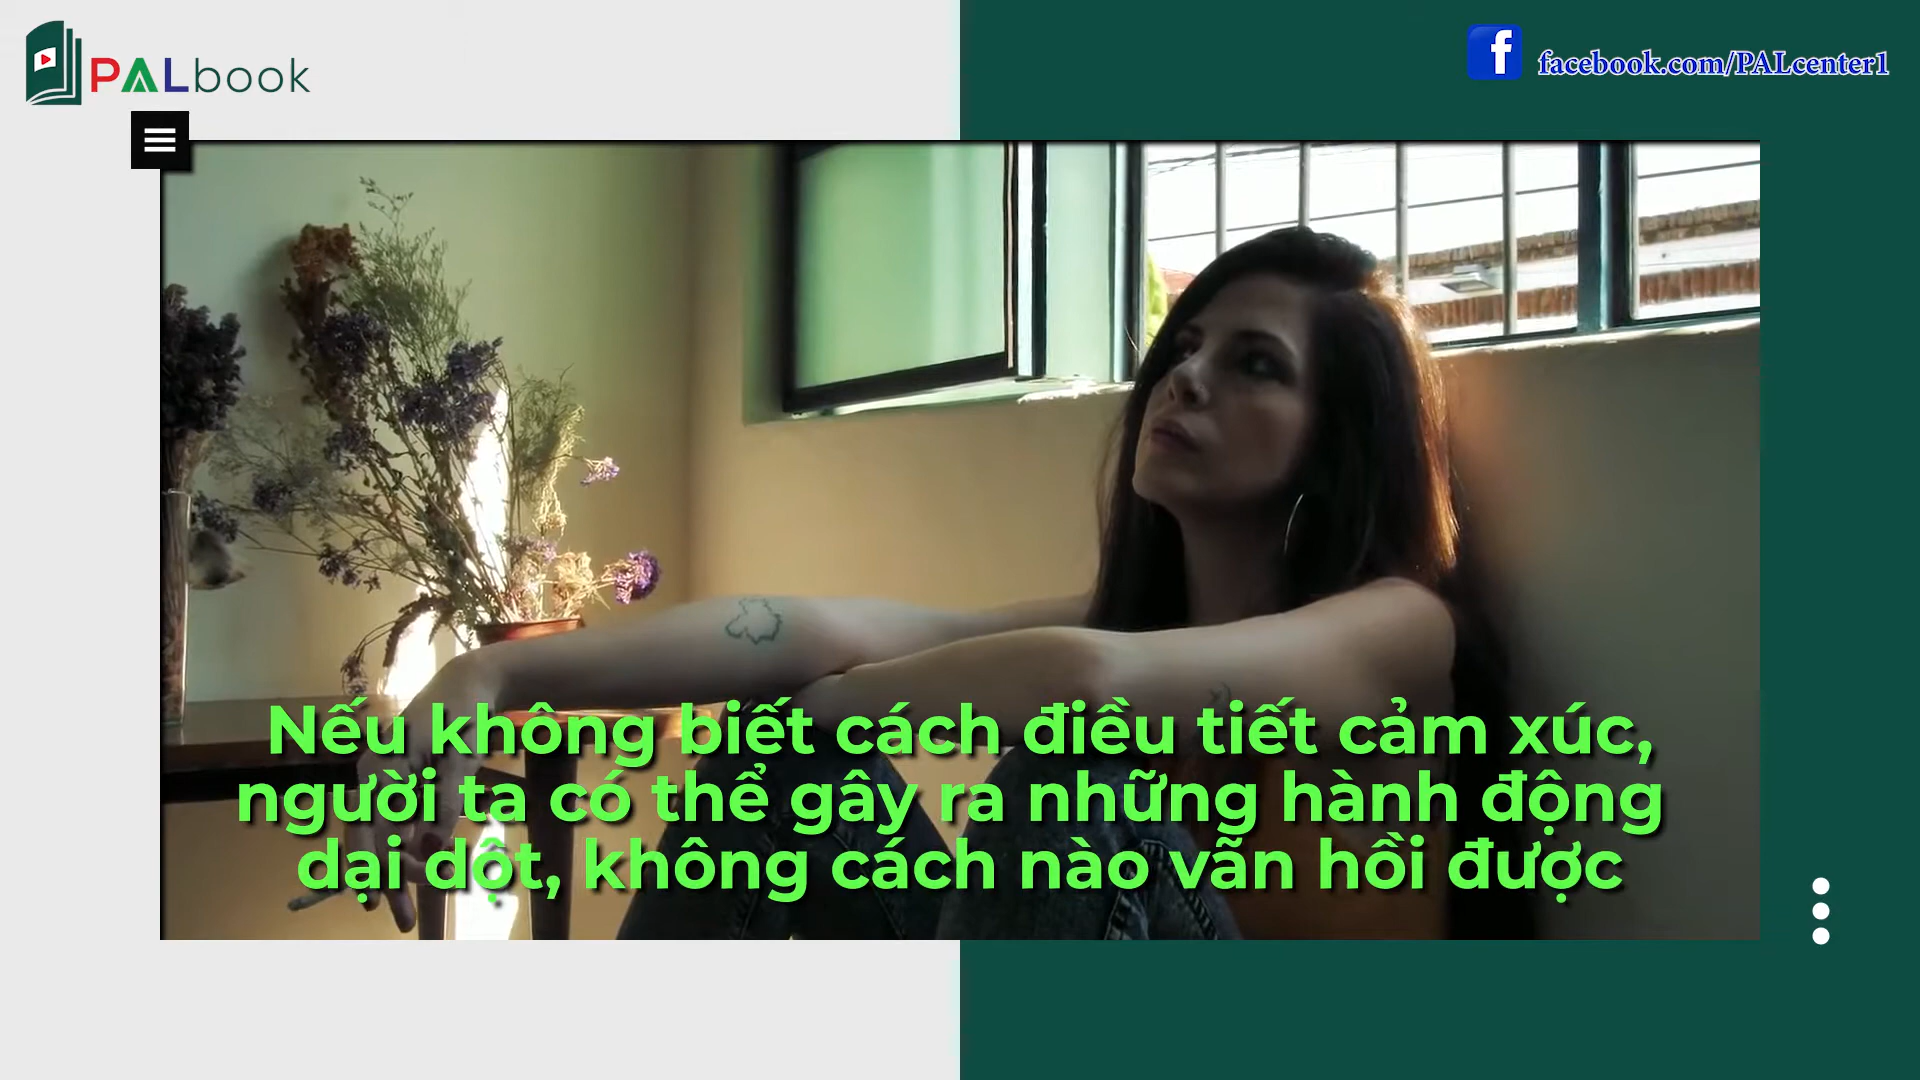 PALbook
facebook.com/PALcenter1
Nếu không biết cách điều tiết cảm xúc,
người ta có thể gây ra những hành động
dại dột, không cách nào vãn hồi được